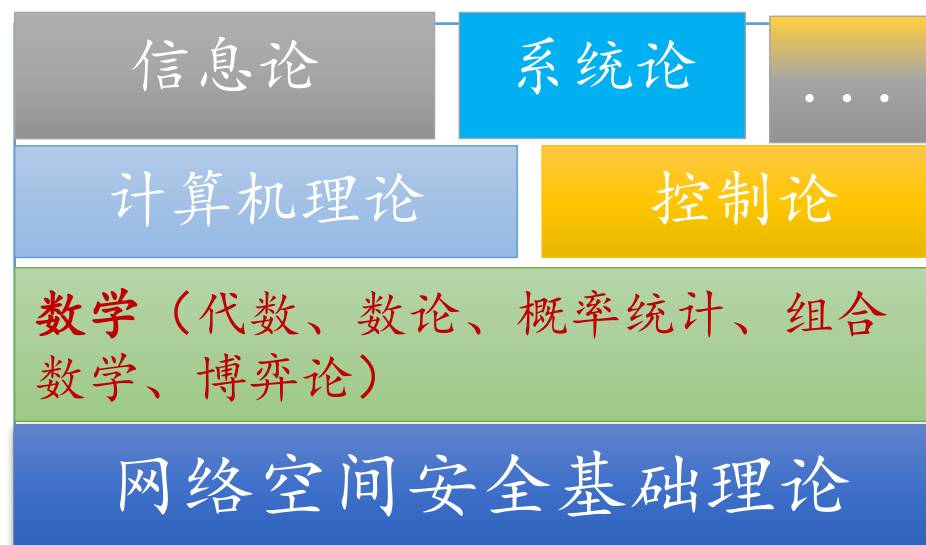 信息论
系统论
...
计算机理论
控制论
数学（代数、数论、概率统计、组合
数学、博弈论）
网络空间安全基础理论